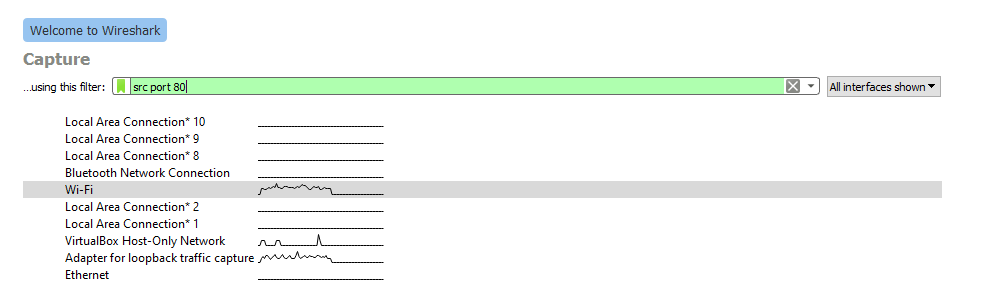 Welcome to Wireshark
Capture
...using this filter: src port 80 All interfaces shown
Local Area Connection* 10
Local Area Connection* 9
Local Area Connection* 8
Bluetooth Network Connection
Wi-Fi
Local Area Connection* 2
Local Area Connection* 1
VirtualBox Host-Only Network
Adapter for loopback traffic capture
Ethernet